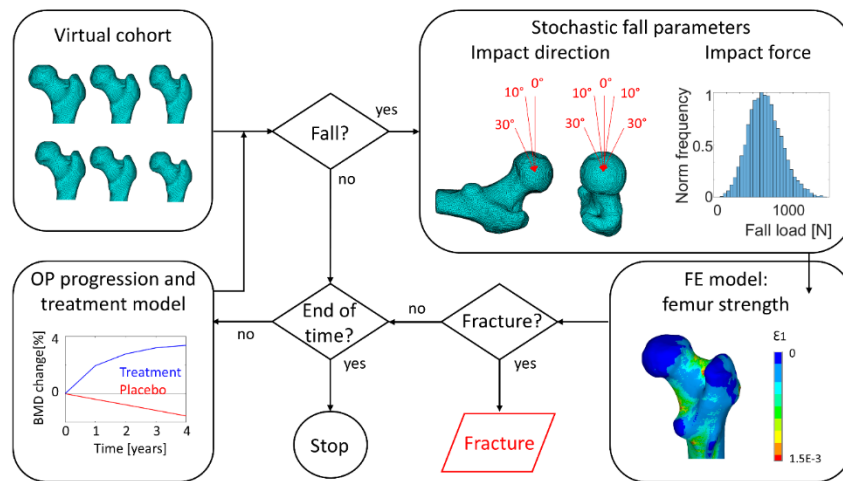 Virtual cohort
Fall?
yes
no
Stochastic fall parameters
Impact direction
Impact force
0°
10°
30°
0°
10°
10°
30°
30°
Norm frequency
1
0.5
0
0
1000
Fall load [N]
OP progression and
treatment model
BMD change[%]
4
0
Treatment
Placebo
0
1
2
3
4
Time [years]
End of
time?
no
yes
Stop
Fracture?
no
yes
Fracture
FE model:
femur strength
ε1
0
1.5E-3